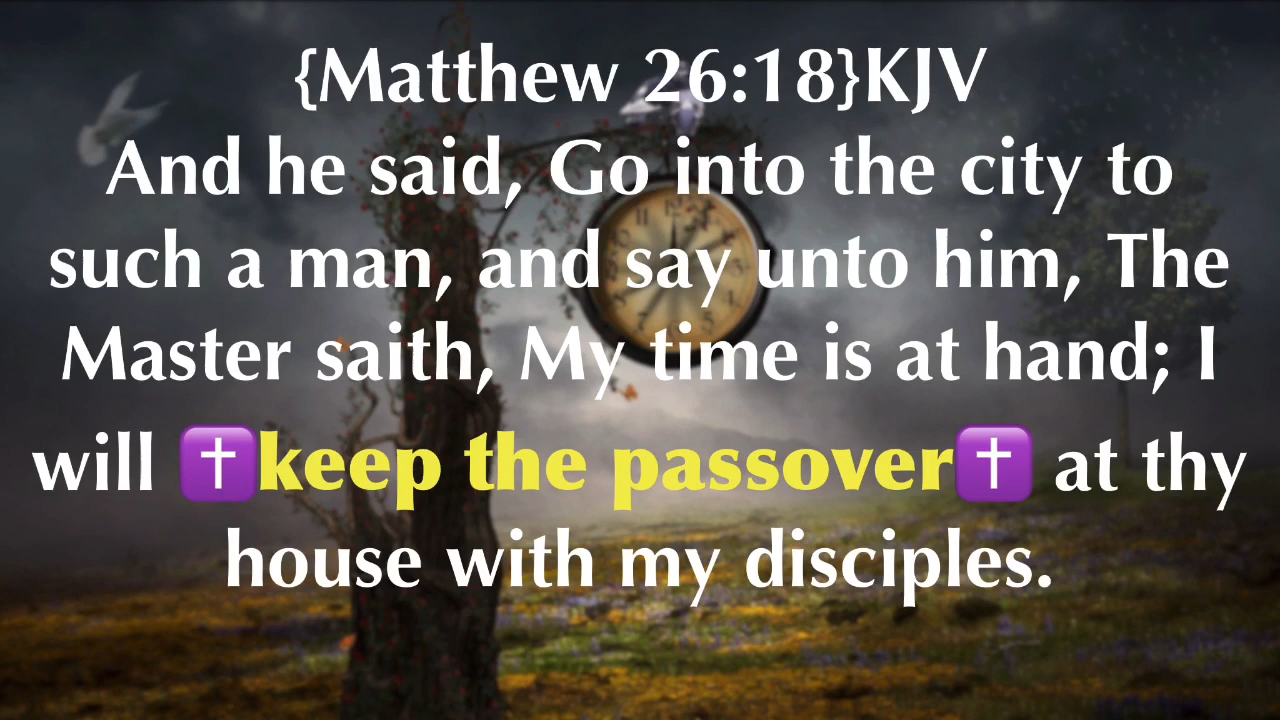 {Matthew 26:18}KJV
And he said, Go into the city to
such a man, and say unto him, The
Master saith, My time is at hand; I
will ✝️keep the passover✝️ at thy
house with my disciples.